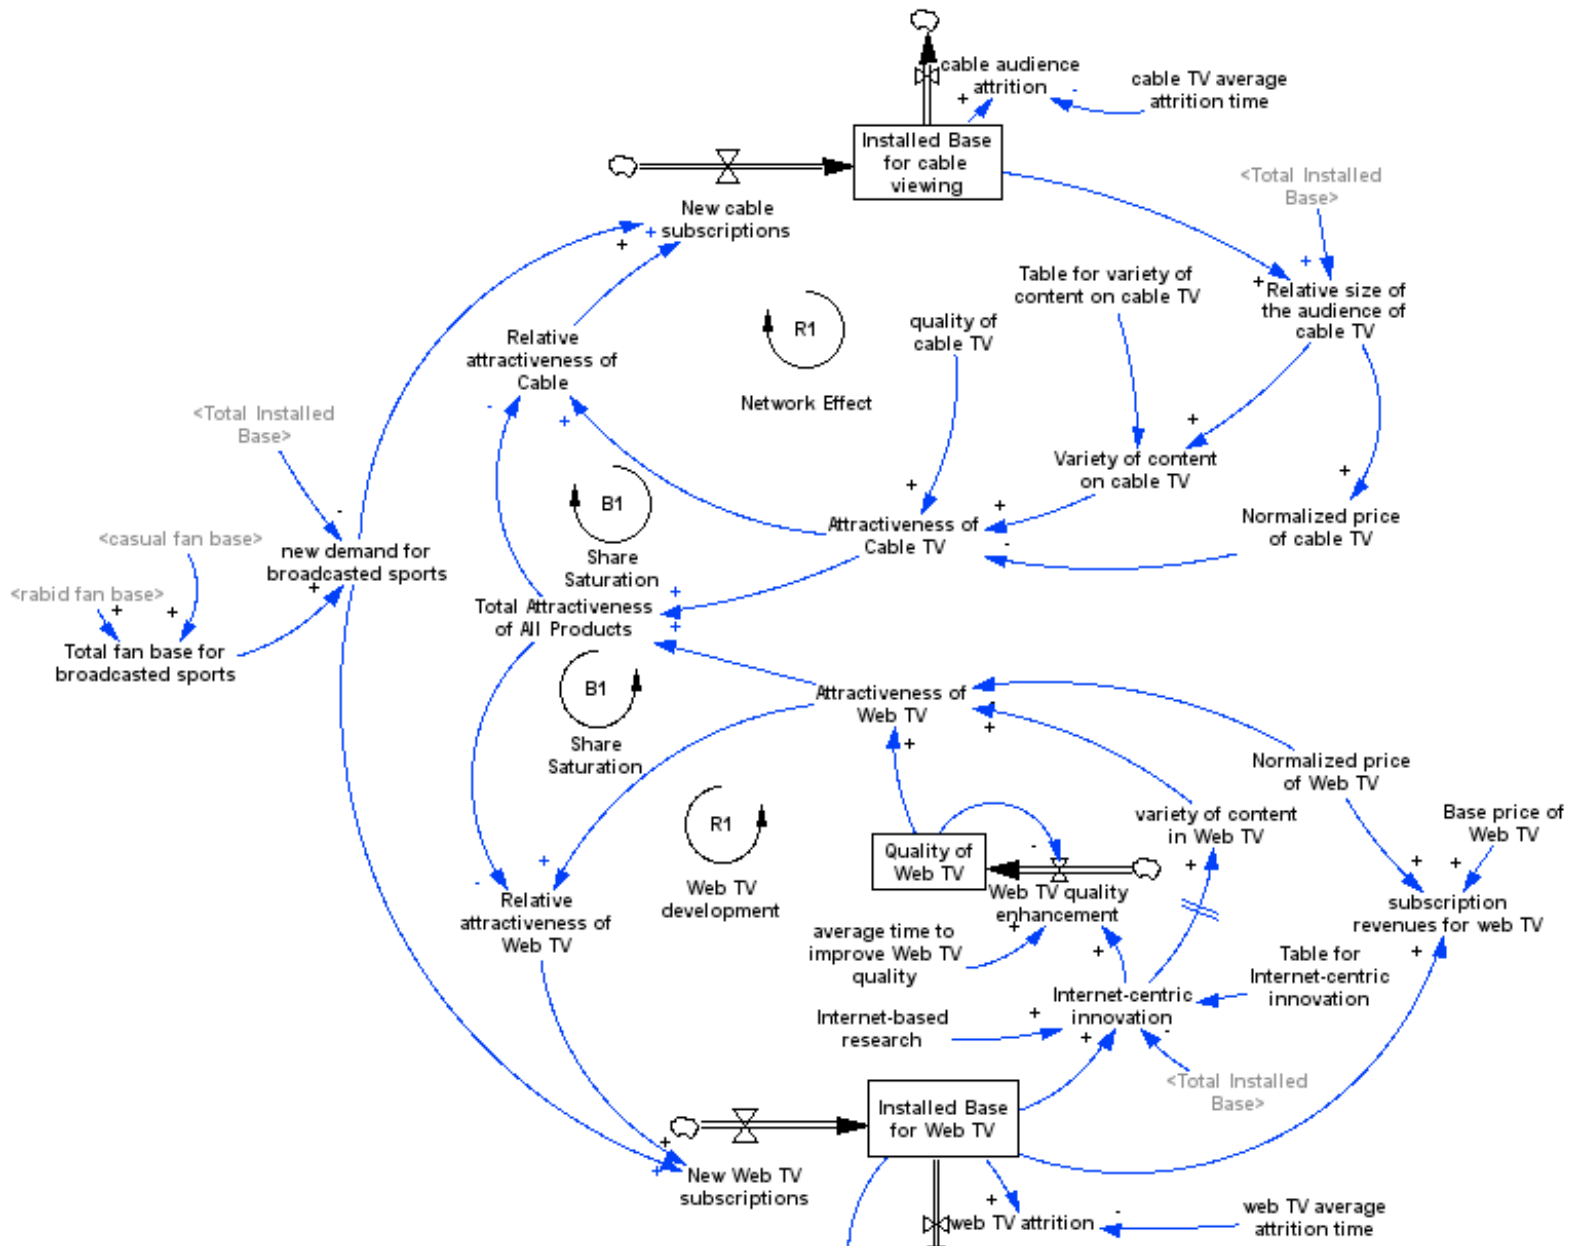 cable audience
attrition
cable TV average
attrition time
+
-
Installed Base
for cable
viewing
<Total Installed
Base>
New cable
subscriptions
+
+
+
+
Relative size of
the audience of
cable TV
Table for variety of
content on cable TV
quality of
cable TV
R1
Network Effect
Relative
attractiveness of
Cable
-
+
<Total Installed
Base>
-
Variety of content
on cable TV
+
+
+
+
Normalized price
of cable TV
B1
Share
Saturation
Attractiveness of
Cable TV
-
<casual fan base>
new demand for
broadcasted sports
+
<rabid fan base>
+
+
Total fan base for
broadcasted sports
Total Attractiveness
of All Products
+
+
B1
Share
Saturation
Attractiveness of
Web TV
+
+
Normalized price
of Web TV
R1
Web TV
development
variety of content
in Web TV
+
Base price of
Web TV
+
+
Quality of
Web TV
-
Web TV quality
enhancement
+
+
subscription
revenues for web TV
+
+
-
Relative
attractiveness of
Web TV
average time to
improve Web TV
quality
Table for
Internet-centric
innovation
Internet-centric
innovation
+
+
-
Internet-based
research
<Total Installed
Base>
Installed Base
for Web TV
+
+
New Web TV
subscriptions
+
-
web TV attrition
web TV average
attrition time